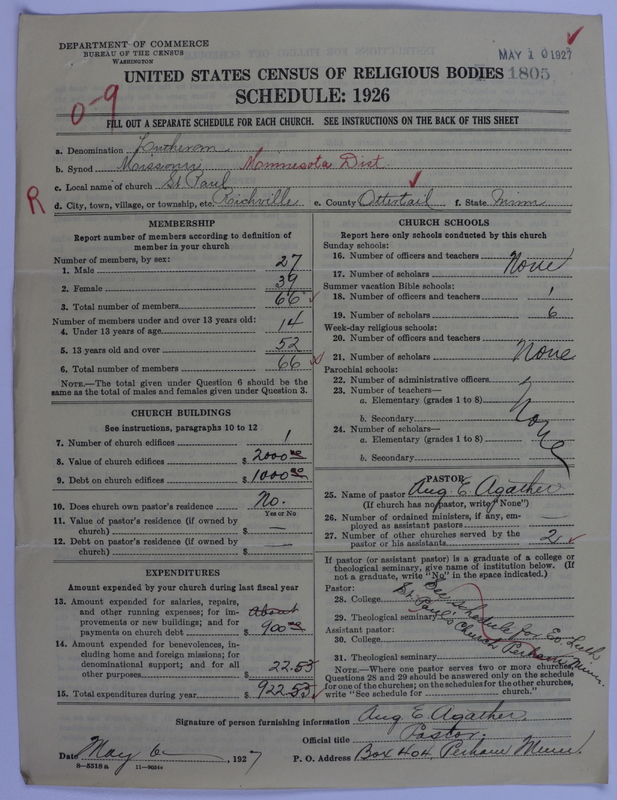 DEPARTMENT OF COMMERCE
BUREAU OF THE CENSUS
WASHINGTON
MAY 10 1927
1805
UNITED STATES CENSUS OF RELIGIOUS BODIES
SCHEDULE: 1926
0-9
FILL OUT A SEPARATE SCHEDULE FOR EACH CHURCH. SEE INSTRUCTIONS ON THE BACK OF THIS SHEET
a. Denomination Lutheran
b. Synod Missouri Minnesota Dist.
c. Local name of church St Paul
R
d. City, town, village, or township, etc. Richville e. County Ottertail f. State Minn
MEMBERSHIP
Report number of members according to definition of
member in your church
Number of members, by sex:
1. Male 27
2. Female 39
3. Total number of members 66
Number of members under and over 13 years old:
4. Under 13 years of age 14
5. 13 years old and over 52
6. Total number of members 66
NOTE.—The total given under Question 6 should be the
same as the total of males and females given under Question 3.
CHURCH BUILDINGS
See instructions, paragraphs 10 to 12
7. Number of church edifices 1
8. Value of church edifices $ 2000 00
9. Debt on church edifices $ 1000 00
10. Does church own pastor's residence No.
Yes or No
11. Value of pastor's residence (if owned by
church) $ —
12. Debt on pastor's residence (if owned by
church) $ —
EXPENDITURES
Amount expended by your church during last fiscal year
13. Amount expended for salaries, repairs,
and other running expenses; for im-
provements or new buildings; and for
payments on church debt $ About 900 00
14. Amount expended for benevolences, in-
cluding home and foreign missions; for
denominational support; and for all
other purposes 22.53
15. Total expenditures during year $ 922.53
CHURCH SCHOOLS
Report here only schools conducted by this church
Sunday schools:
16. Number of officers and teachers
17. Number of scholars None
Summer vacation Bible schools:
18. Number of officers and teachers 1
19. Number of scholars 6
Week-day religious schools:
20. Number of officers and teachers
21. Number of scholars None
Parochial schools:
22. Number of administrative officers
23. Number of teachers—
a. Elementary (grades 1 to 8)
b. Secondary None
24. Number of scholars—
a. Elementary (grades 1 to 8)
b. Secondary
PASTOR
25. Name of pastor Aug. E. Agather
(If church has no pastor, write "None")
26. Number of ordained ministers, if any, em-
ployed as assistant pastors —
27. Number of other churches served by the
pastor or his assistants 2
If pastor (or assistant pastor) is a graduate of a college or
theological seminary, give name of institution below. (If
not a graduate, write "No" in the space indicated.)
Pastor:
28. College
29. Theological seminary
See schedule for Ev. Luth.
St. Paul's Church, Perham, Minn.
Assistant pastor:
30. College
31. Theological seminary
NOTE.—Where one pastor serves two or more churches,
Questions 28 and 29 should be answered only on the schedule
for one of the churches; on the schedules for the other churches,
write "See schedule for church."
Signature of person furnishing information Aug E. Agather
Official title Pastor.
Date May 6, 1927 P. O. Address Box 404, Perham Minn.
8-5518 a 11-9034